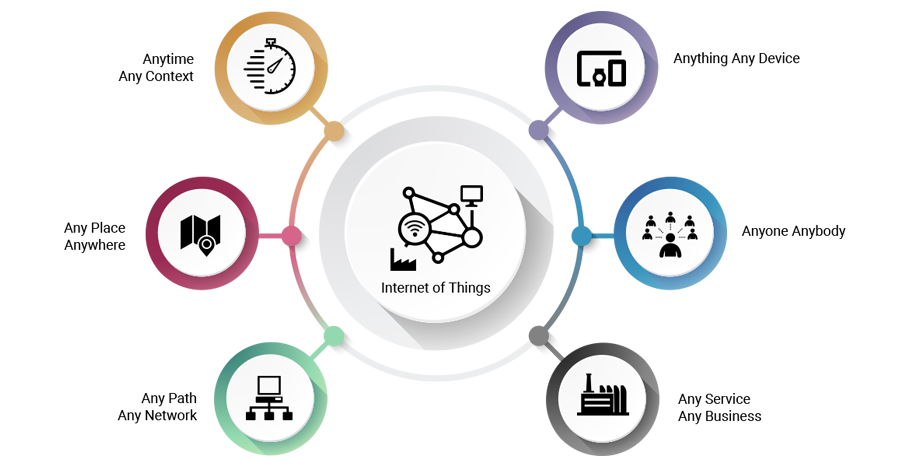 Anytime
Any Context
Anything Any Device
Any Place
Anywhere
Internet of Things
Anyone Anybody
Any Path
Any Network
Any Service
Any Business